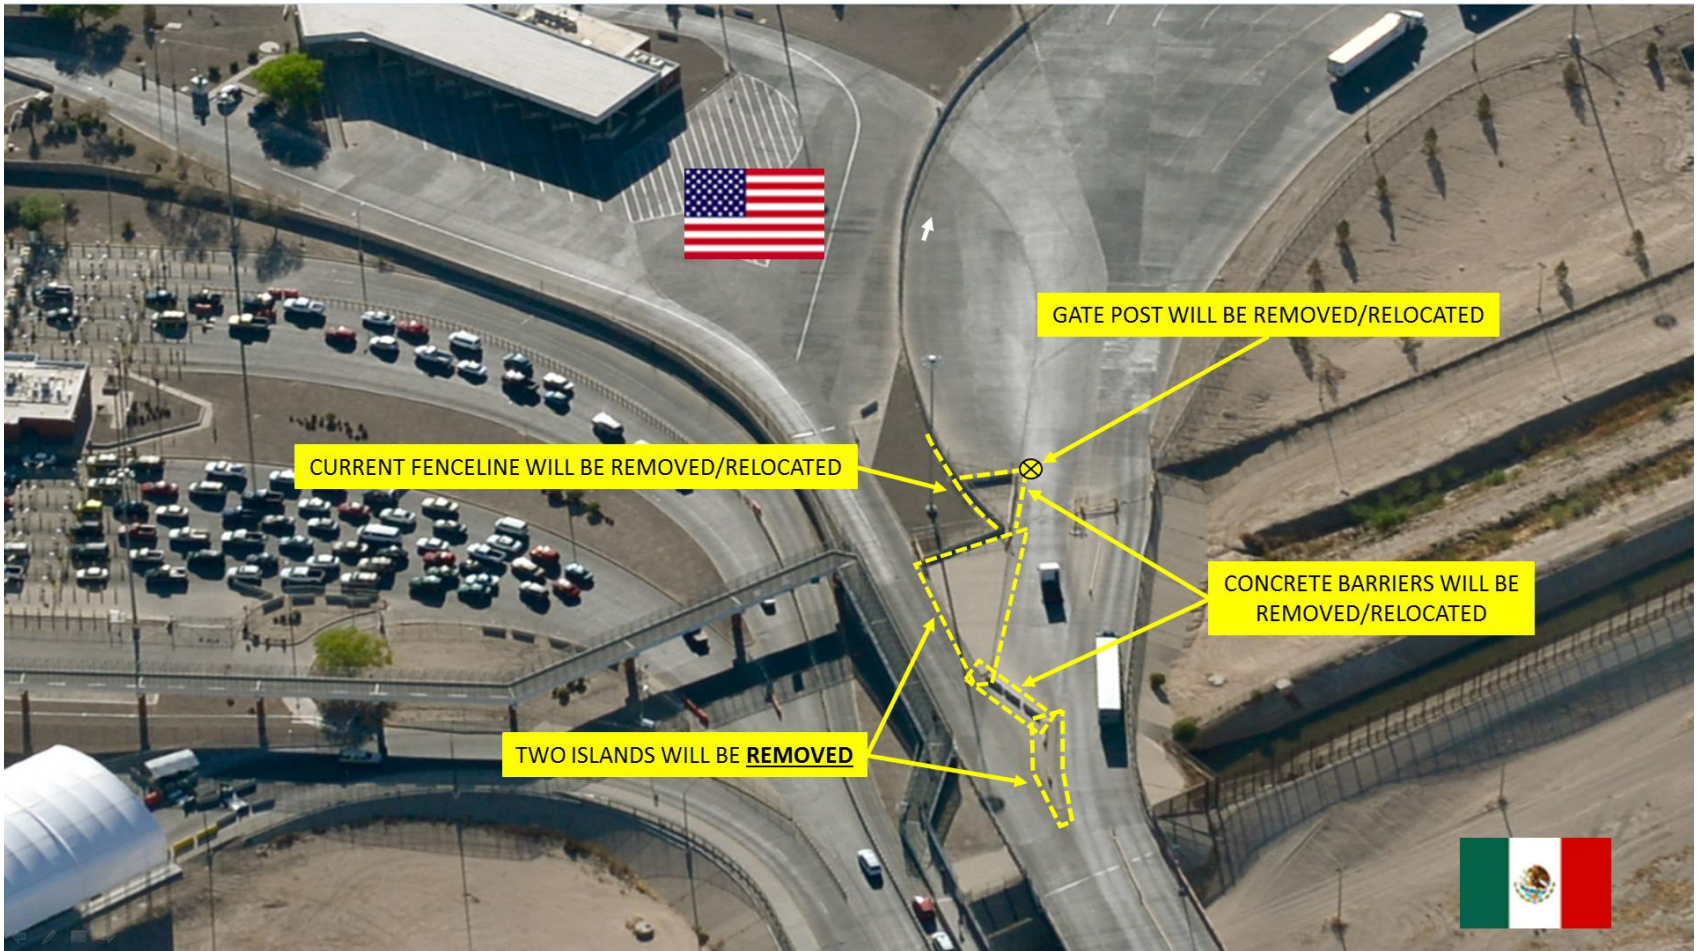 GATE POST WILL BE REMOVED/RELOCATED
CURRENT FENCELINE WILL BE REMOVED/RELOCATED
CONCRETE BARRIERS WILL BE
REMOVED/RELOCATED
TWO ISLANDS WILL BE REMOVED